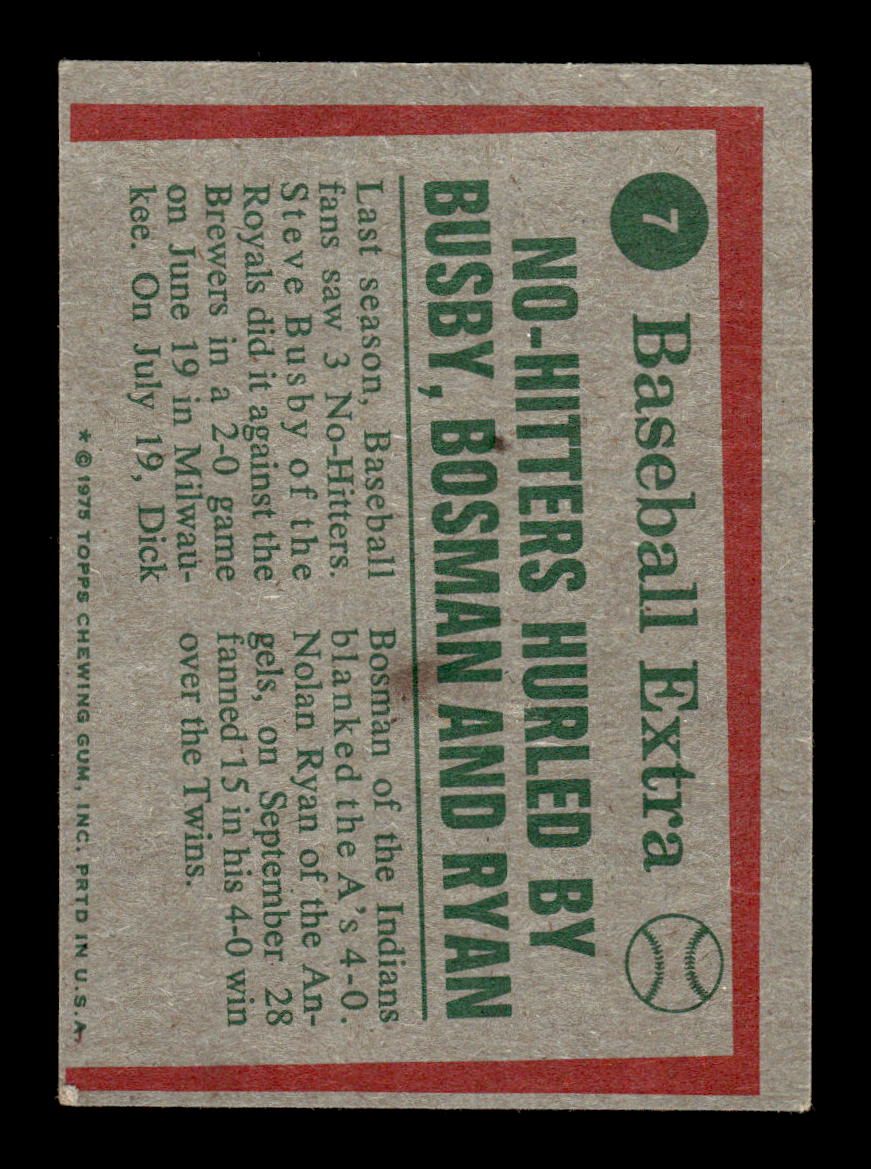 7 Baseball Extra
NO-HITTERS HURLED BY
BUSBY, BOSMAN AND RYAN
Last season, Baseball
fans saw 3 No-Hitters.
Steve Busby of the
Royals did it against the
Brewers in a 2-0 game
on June 19 in Milwau-
kee. On July 19, Dick
Bosman of the Indians
blanked the A's 4-0.
Nolan Ryan of the An-
gels, on September 28
fanned 15 in his 4-0 win
over the Twins.
* © 1975 TOPPS CHEWING GUM, INC. PRTD IN U.S.A.